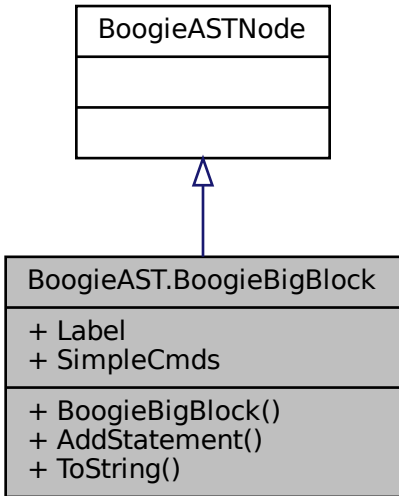 BoogieASTNode
BoogieAST.BoogieBigBlock
+ Label
+ SimpleCmds
+ BoogieBigBlock()
+ AddStatement()
+ ToString()